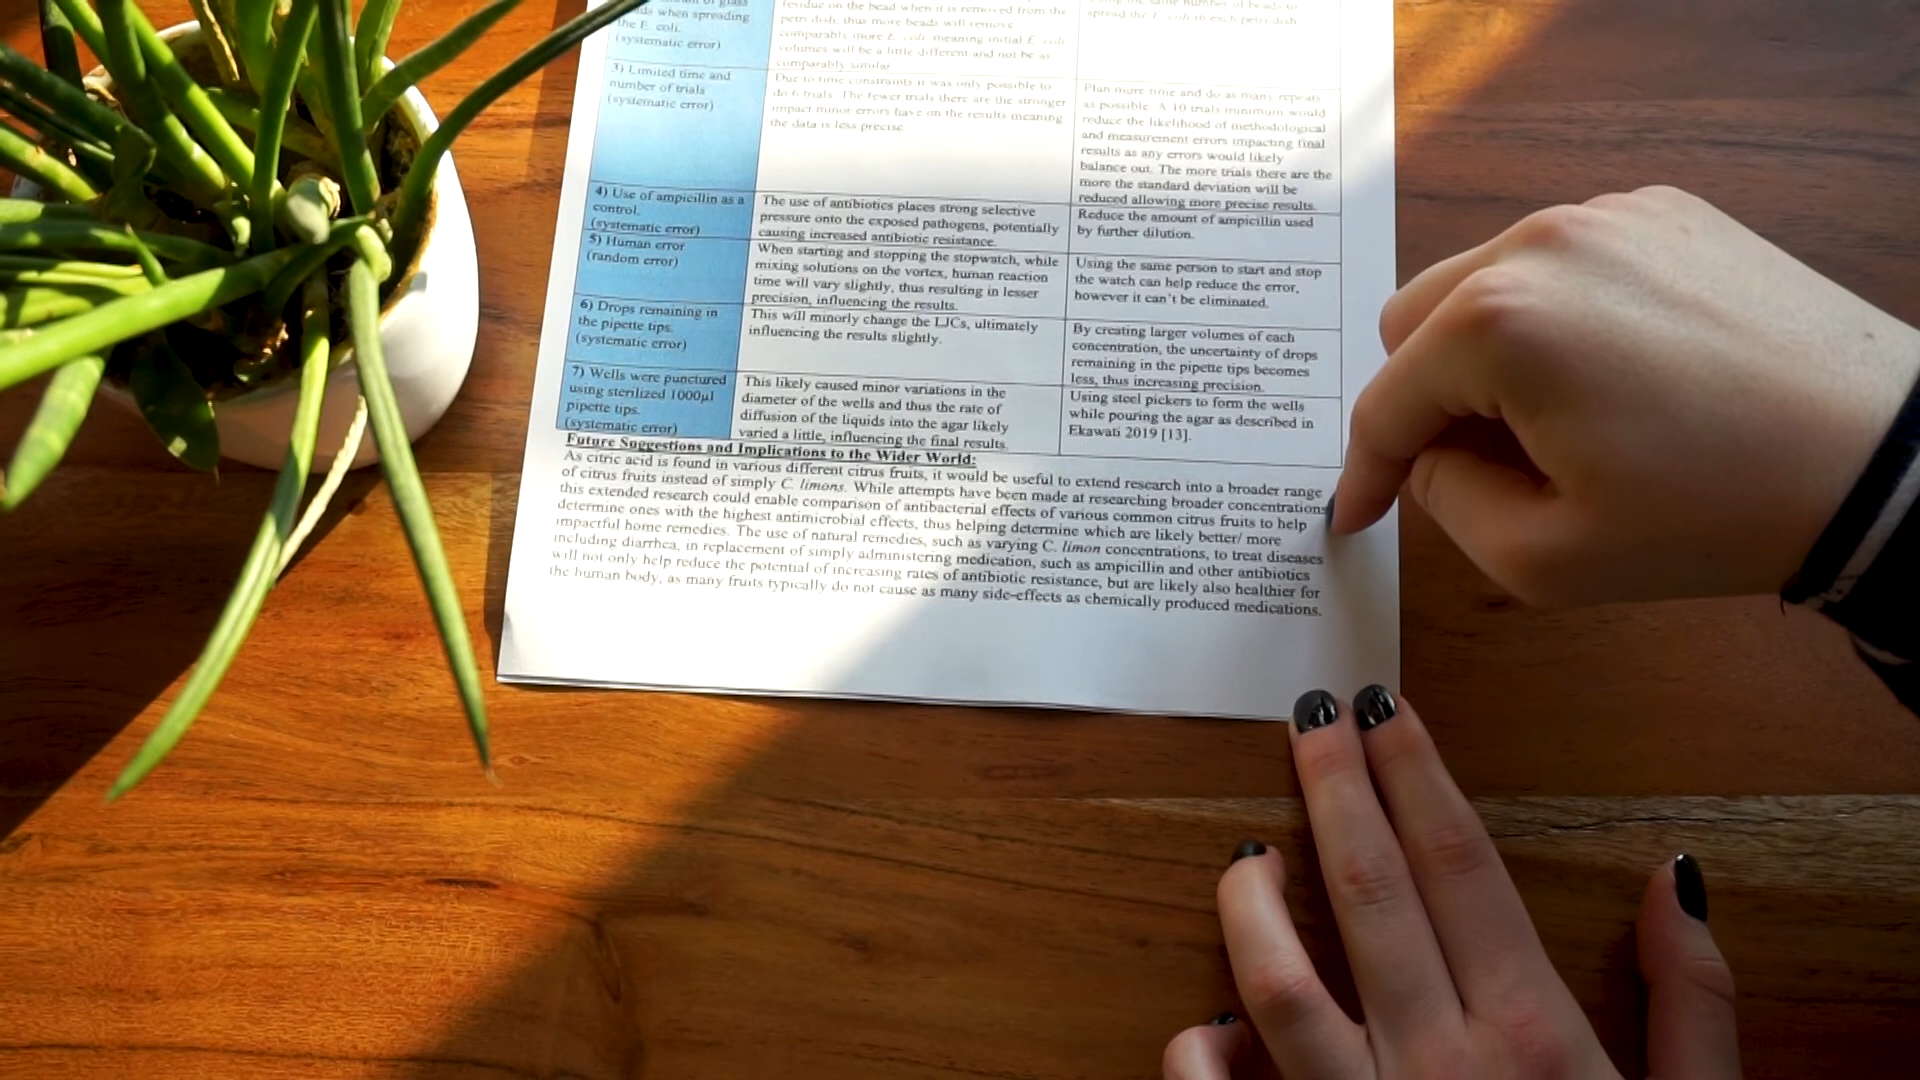 when spreading
the E. coli.
(systematic error)
residue on the bead when it is removed from the
petri dish, thus more beads will remove
comparably more E. coli meaning initial E. coli
volumes will be a little different and not be as
comparably similar
same number of beads to
spread the E. coli in each petri dish
3) Limited time and
number of trials
(systematic error)
Due to time constraints it was only possible to
do 6 trials. The fewer trials there are the stronger
impact minor errors have on the results meaning
the data is less precise
Plan more time and do as many repeats
as possible. A 10 trials minimum would
reduce the likelihood of methodological
and measurement errors impacting final
results as any errors would likely
balance out. The more trials there are the
more the standard deviation will be
reduced allowing more precise results.
4) Use of ampicillin as a
control.
(systematic error)
The use of antibiotics places strong selective
pressure onto the exposed pathogens, potentially
causing increased antibiotic resistance.
Reduce the amount of ampicillin used
by further dilution.
5) Human error
(random error)
When starting and stopping the stopwatch, while
mixing solutions on the vortex, human reaction
time will vary slightly, thus resulting in lesser
precision, influencing the results.
Using the same person to start and stop
the watch can help reduce the error,
however it can't be eliminated.
6) Drops remaining in
the pipette tips.
(systematic error)
This will minorly change the LJCs, ultimately
influencing the results slightly.
By creating larger volumes of each
concentration, the uncertainty of drops
remaining in the pipette tips becomes
less, thus increasing precision.
7) Wells were punctured
using sterilized 1000µl
pipette tips.
(systematic error)
This likely caused minor variations in the
diameter of the wells and thus the rate of
diffusion of the liquids into the agar likely
varied a little, influencing the final results.
Using steel pickers to form the wells
while pouring the agar as described in
Ekawati 2019 [13].
Future Suggestions and Implications to the Wider World:
As citric acid is found in various different citrus fruits, it would be useful to extend research into a broader range
of citrus fruits instead of simply C. limons. While attempts have been made at researching broader concentrations
this extended research could enable comparison of antibacterial effects of various common citrus fruits to help
determine ones with the highest antimicrobial effects, thus helping determine which are likely better/ more
impactful home remedies. The use of natural remedies, such as varying C. limon concentrations, to treat diseases
including diarrhea, in replacement of simply administering medication, such as ampicillin and other antibiotics
will not only help reduce the potential of increasing rates of antibiotic resistance, but are likely also healthier for
the human body, as many fruits typically do not cause as many side-effects as chemically produced medications.